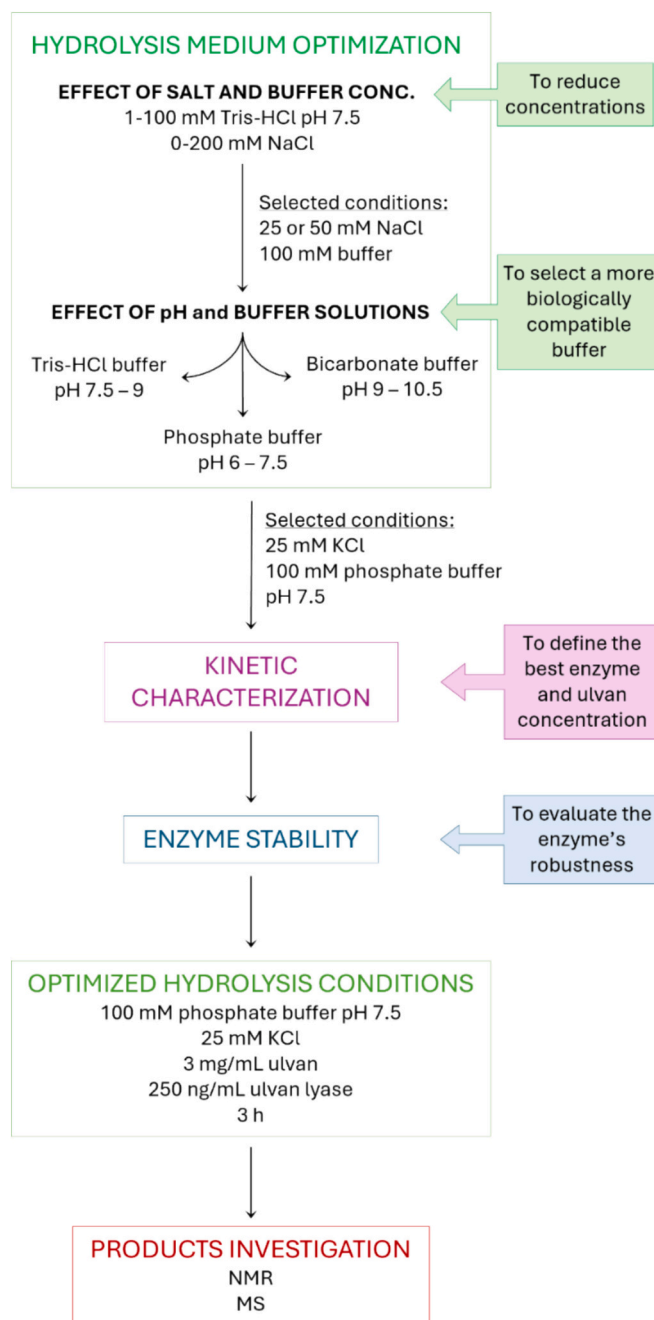 HYDROLYSIS MEDIUM OPTIMIZATION
EFFECT OF SALT AND BUFFER CONC.
1-100 mM Tris-HCl pH 7.5
0-200 mM NaCl
To reduce
concentrations
Selected conditions:
25 or 50 mM NaCl
100 mM buffer
EFFECT OF pH and BUFFER SOLUTIONS
To select a more
biologically
compatible
buffer
Tris-HCl buffer
pH 7.5 – 9
Bicarbonate buffer
pH 9 – 10.5
Phosphate buffer
pH 6 – 7.5
Selected conditions:
25 mM KCl
100 mM phosphate buffer
pH 7.5
KINETIC
CHARACTERIZATION
To define the
best enzyme
and ulvan
concentration
ENZYME STABILITY
To evaluate the
enzyme’s
robustness
OPTIMIZED HYDROLYSIS CONDITIONS
100 mM phosphate buffer pH 7.5
25 mM KCl
3 mg/mL ulvan
250 ng/mL ulvan lyase
3 h
PRODUCTS INVESTIGATION
NMR
MS